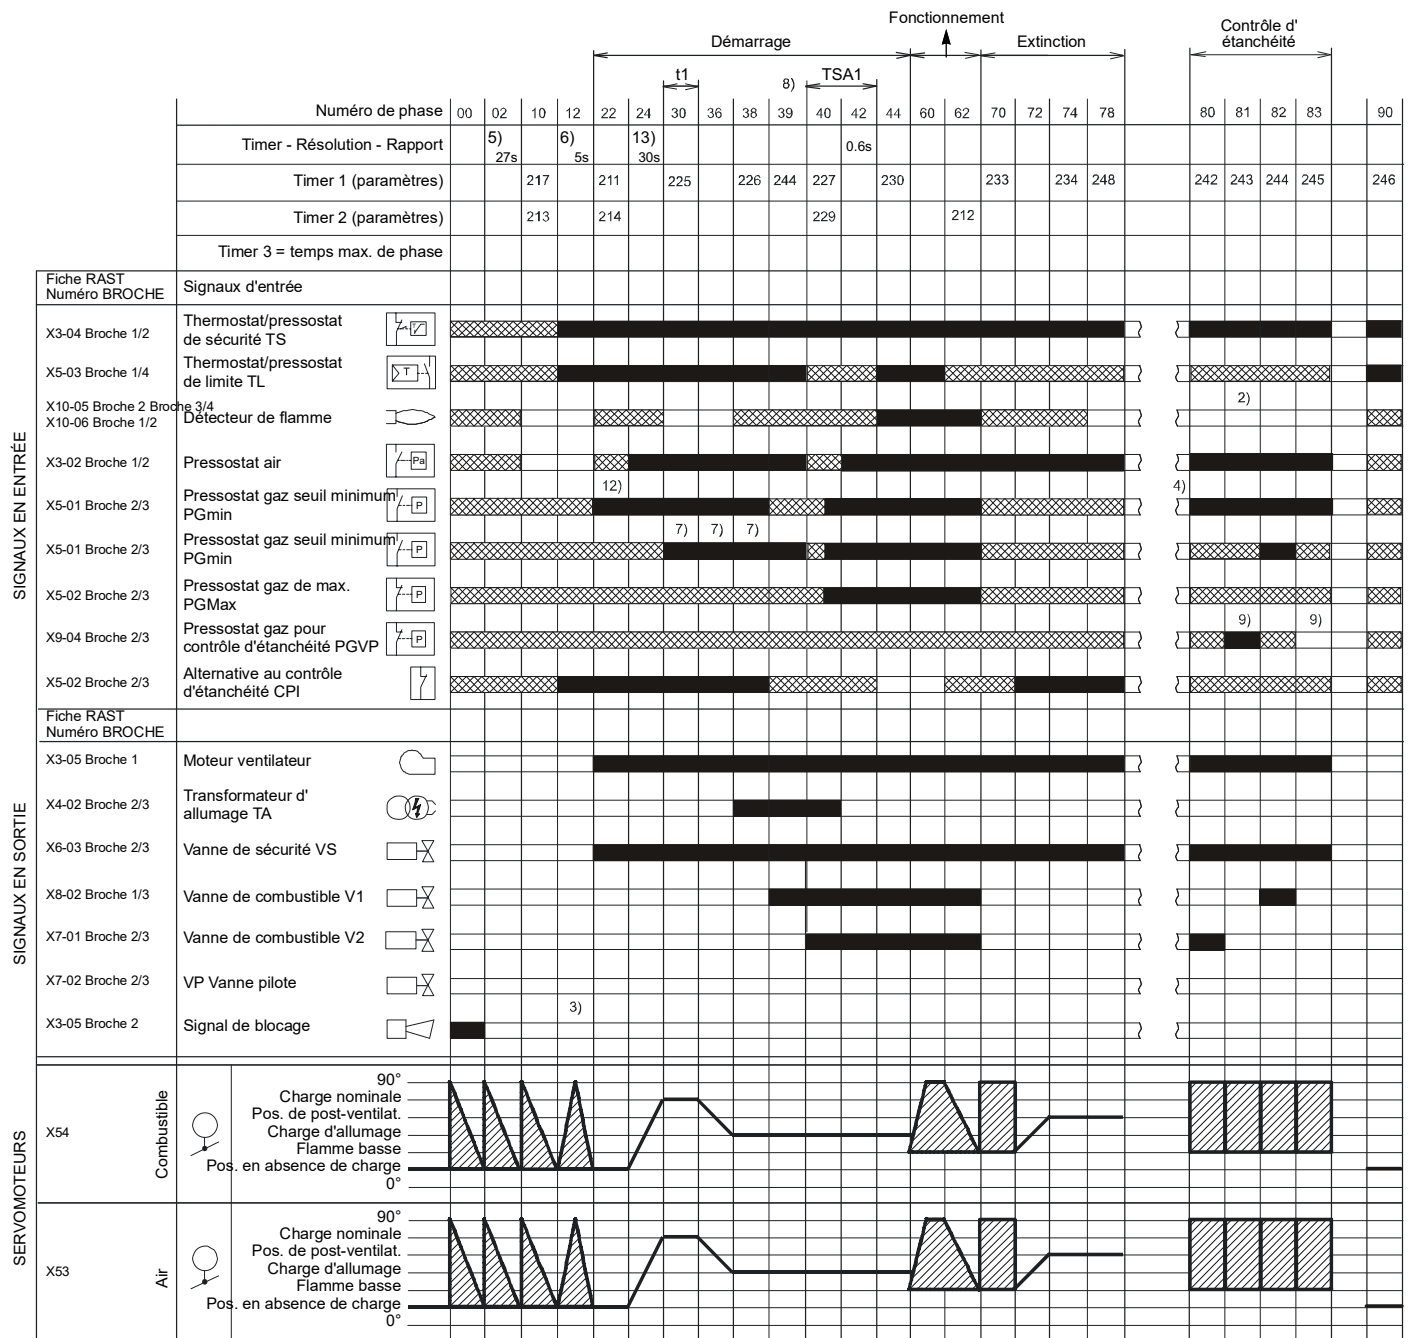 Fonctionnement
Démarrage
Extinction
Contrôle d'
étanchéité
t1
8)
TSA1
Numéro de phase 00 02 10 12 22 24 30 36 38 39 40 42 44 60 62 70 72 74 78 80 81 82 83 90
Timer - Résolution - Rapport 5) 27s 6) 5s 13) 30s 0.6s
Timer 1 (paramètres) 217 211 225 226 244 227 230 233 234 248 242 243 244 245 246
Timer 2 (paramètres) 213 214 229 212
Timer 3 = temps max. de phase
Fiche RAST
Numéro BROCHE
Signaux d'entrée
SIGNAUX EN ENTRÉE
X3-04 Broche 1/2
Thermostat/pressostat
de sécurité TS
X5-03 Broche 1/4
Thermostat/pressostat
de limite TL
T
2)
X10-05 Broche 2 Broche 3/4
X10-06 Broche 1/2
Détecteur de flamme
X3-02 Broche 1/2
Pressostat air
Pa
12)
4)
X5-01 Broche 2/3
Pressostat gaz seuil minimum
PGmin
P
7) 7) 7)
X5-01 Broche 2/3
Pressostat gaz seuil minimum
PGmin
P
X5-02 Broche 2/3
Pressostat gaz de max.
PGMax
P
9) 9)
X9-04 Broche 2/3
Pressostat gaz pour
contrôle d'étanchéité PGVP
P
X5-02 Broche 2/3
Alternative au contrôle
d'étanchéité CPI
Fiche RAST
Numéro BROCHE
SIGNAUX EN SORTIE
X3-05 Broche 1
Moteur ventilateur
X4-02 Broche 2/3
Transformateur d'
allumage TA
X6-03 Broche 2/3
Vanne de sécurité VS
X8-02 Broche 1/3
Vanne de combustible V1
X7-01 Broche 2/3
Vanne de combustible V2
X7-02 Broche 2/3
VP Vanne pilote
3)
X3-05 Broche 2
Signal de blocage
SERVOMOTEURS
X54
Combustible
90°
Charge nominale
Pos. de post-ventilat.
Charge d'allumage
Flamme basse
Pos. en absence de charge
0°
X53
Air
90°
Charge nominale
Pos. de post-ventilat.
Charge d'allumage
Flamme basse
Pos. en absence de charge
0°